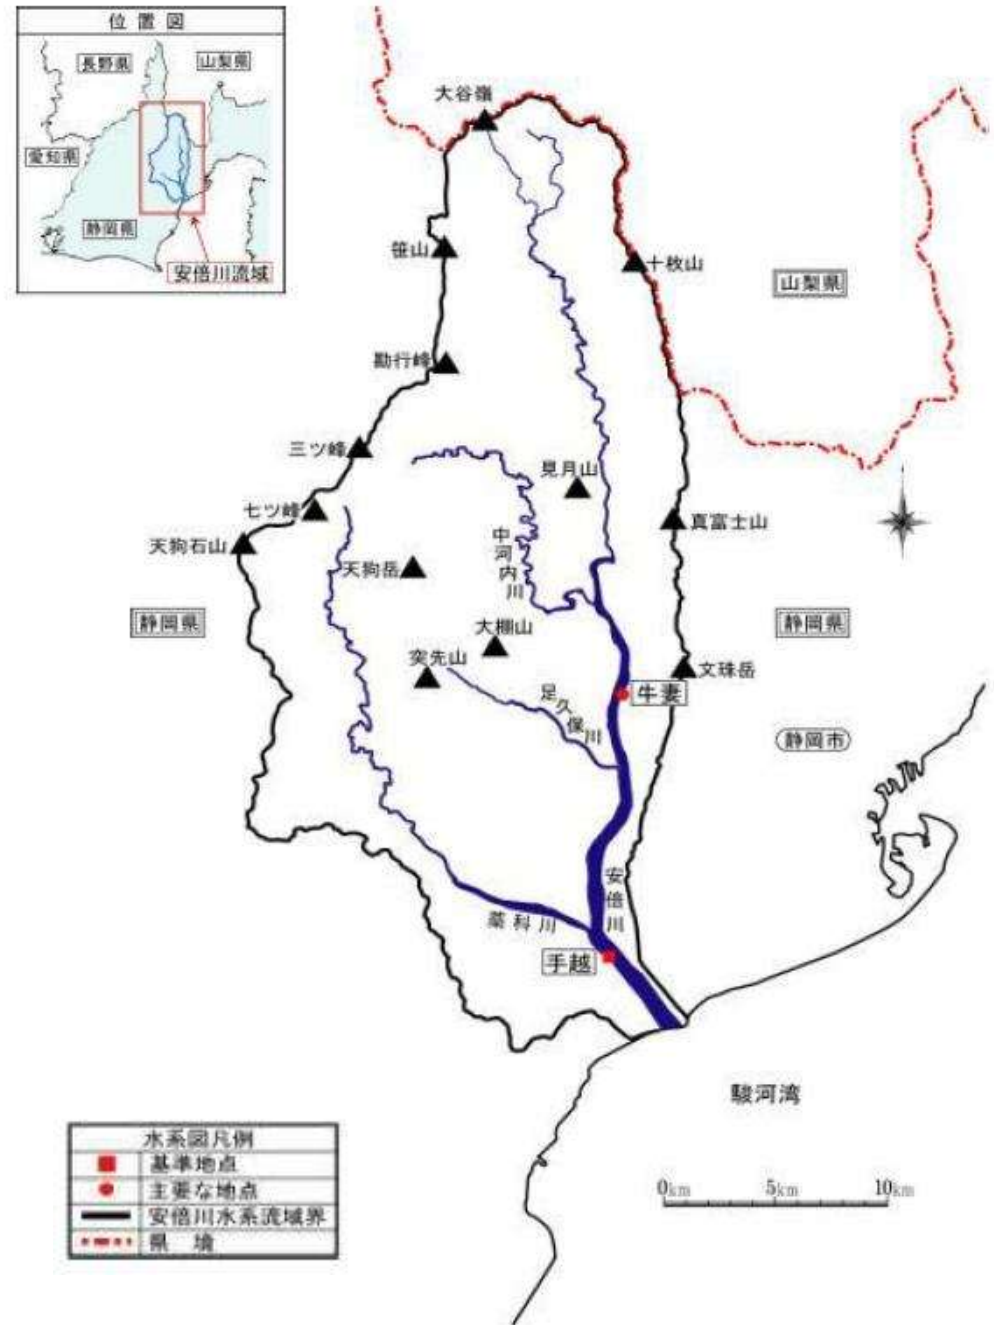 位置図
長野県
山梨県
愛知県
静岡県
安倍川流域
大谷嶺
笹山
十枚山
山梨県
勘行峰
三ツ峰
見月山
七ツ峰
真富士山
天狗石山
中河内川
天狗岳
静岡県
静岡県
大棚山
突先山
文珠岳
足久保川
牛妻
静岡市
安倍川
藁科川
手越
駿河湾
水系図凡例
基準地点
主要な地点
安倍川水系流域界
県境
0km 5km 10km